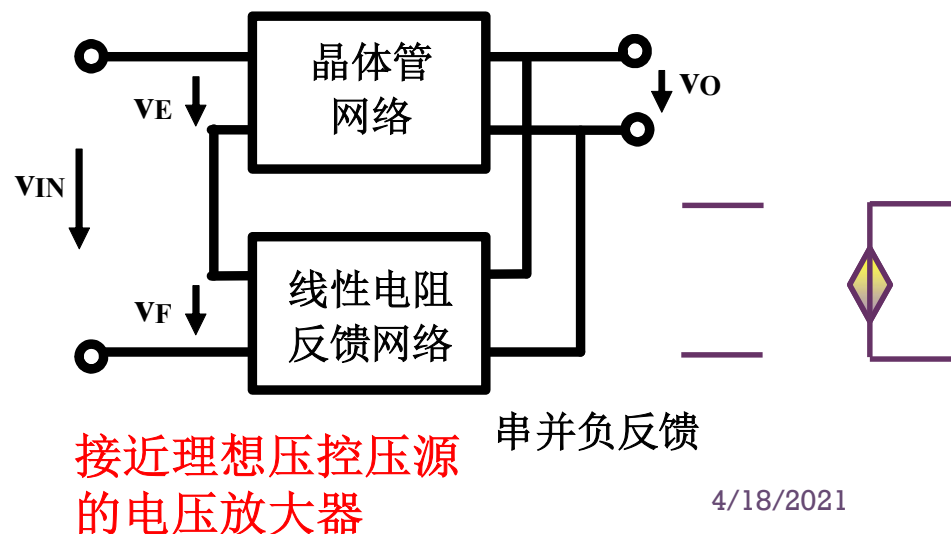 晶体管
网络
vE
vO
vIN
线性电阻
反馈网络
vF
串并负反馈
接近理想压控压源
的电压放大器
4/18/2021